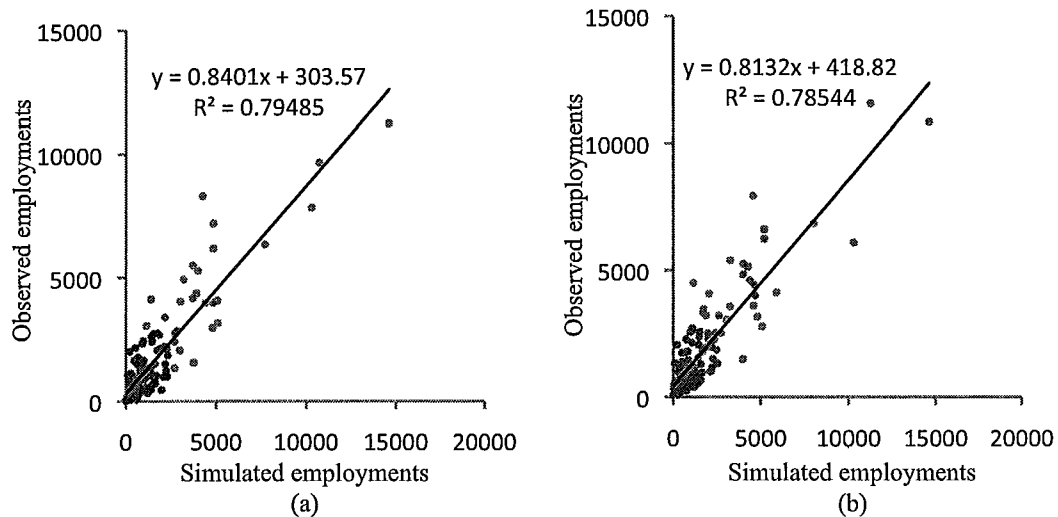 15000
y = 0.8401x + 303.57
R² = 0.79485
10000
5000
0
0 5000 10000 15000 20000
Observed employments
Simulated employments
(a)
15000
y = 0.8132x + 418.82
R² = 0.78544
10000
5000
0
0 5000 10000 15000 20000
Observed employments
Simulated employments
(b)